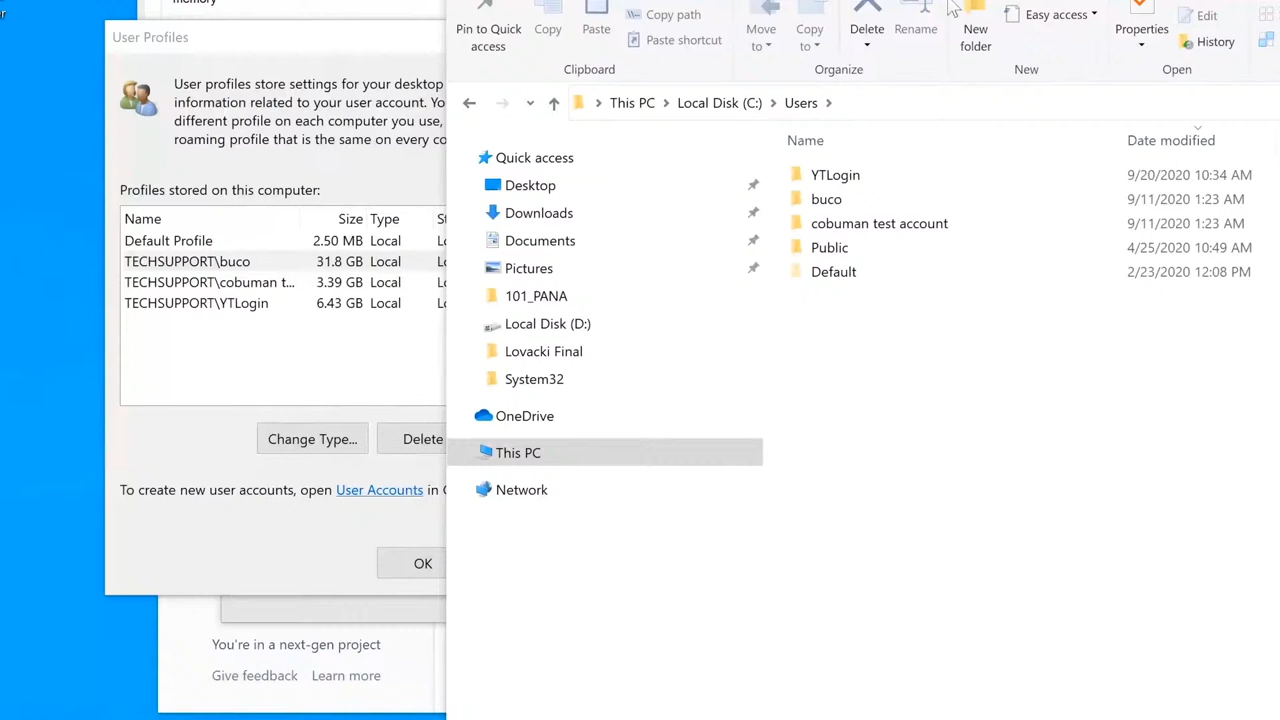 memory
r
User Profiles
User profiles store settings for your desktop
information related to your user account. Yo
different profile on each computer you use,
roaming profile that is the same on every co
Profiles stored on this computer:
Name Size Type St
Default Profile 2.50 MB Local Lo
TECHSUPPORT\buco 31.8 GB Local Lo
TECHSUPPORT\cobuman t... 3.39 GB Local Lo
TECHSUPPORT\YTLogin 6.43 GB Local Lo
Change Type... Delete
To create new user accounts, open User Accounts in C
OK
You're in a next-gen project
Give feedback Learn more
Pin to Quick access
Copy
Paste
Copy path
Paste shortcut
Clipboard
Move to
Copy to
Delete
Rename
Organize
New folder
Easy access
New
Properties
Edit
History
Open
This PC Local Disk (C:) Users
Quick access
Desktop
Downloads
Documents
Pictures
101_PANA
Local Disk (D:)
Lovacki Final
System32
OneDrive
This PC
Network
Name Date modified
YTLogin 9/20/2020 10:34 AM
buco 9/11/2020 1:23 AM
cobuman test account 9/11/2020 1:23 AM
Public 4/25/2020 10:49 AM
Default 2/23/2020 12:08 PM